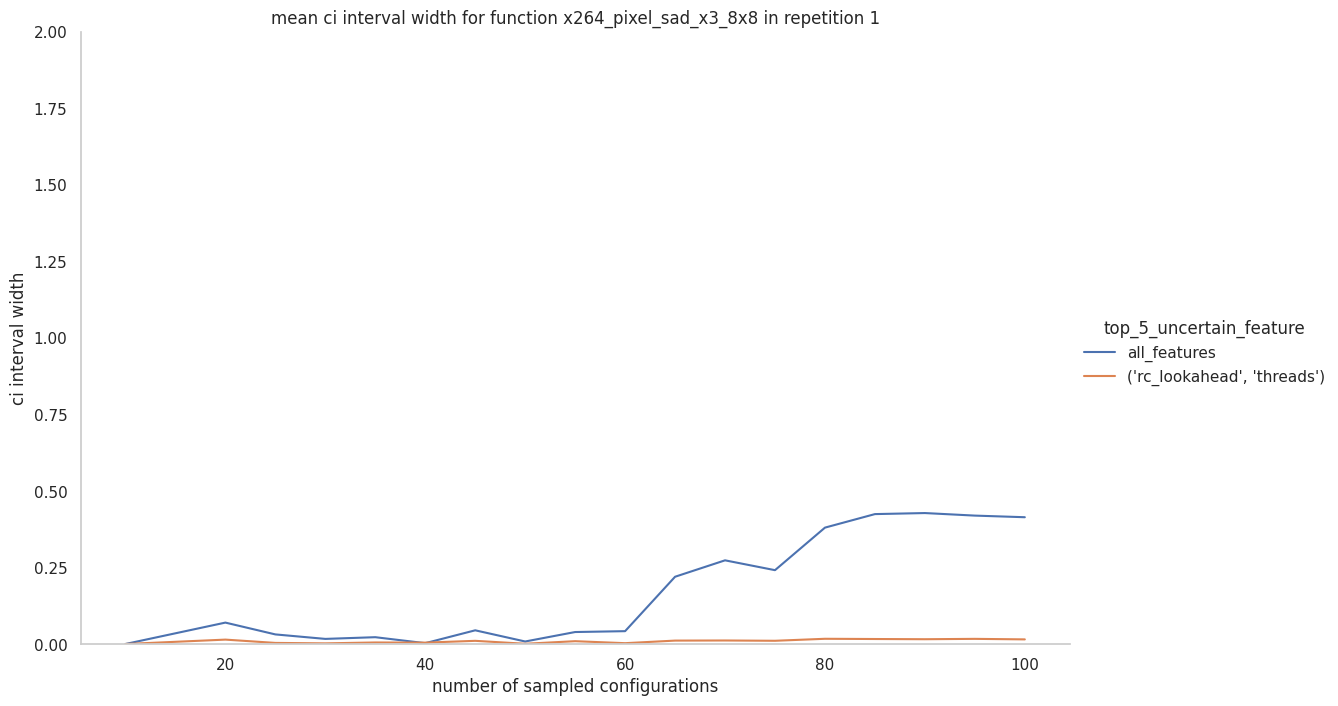 mean ci interval width for function x264_pixel_sad_x3_8x8 in repetition 1
2.00
1.75
1.50
1.25
1.00
0.75
0.50
0.25
0.00
ci interval width
20
40
60
80
100
number of sampled configurations
top_5_uncertain_feature
all_features
('rc_lookahead', 'threads')